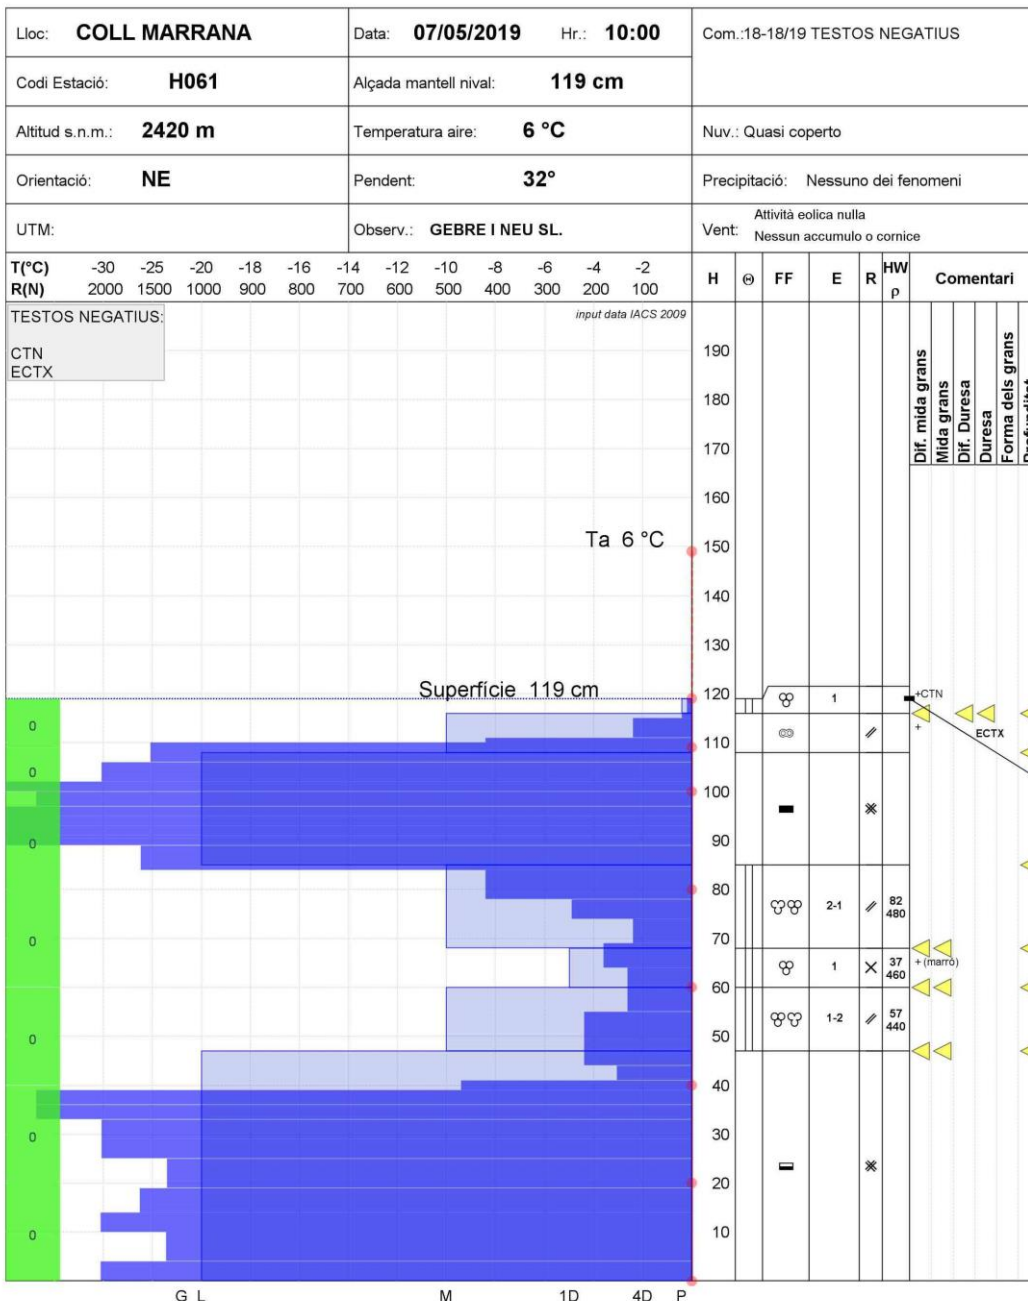 Lloc: COLL MARRANA Data: 07/05/2019 Hr.: 10:00 Com.:18-18/19 TESTOS NEGATIUS
Codi Estació: H061 Alçada mantell nival: 119 cm
Altitud s.n.m.: 2420 m Temperatura aire: 6 °C Nuv.: Quasi coperto
Orientació: NE Pendent: 32° Precipitació: Nessuno dei fenomeni
UTM: Observ.: GEBRE I NEU SL. Vent: Attività eolica nulla
Nessun accumulo o cornice
T(°C) -30 -25 -20 -18 -16 -14 -12 -10 -8 -6 -4 -2
R(N) 2000 1500 1000 900 800 700 600 500 400 300 200 100
H Θ FF E R HW ρ Comentari
TESTOS NEGATIUS:
CTN
ECTX
input data IACS 2009
Dif. mida grans
Mida grans
Dif. Duresa
Duresa
Forma dels grans
190
180
170
160
Ta 6 °C
150
140
130
Superfície 119 cm
120
1
+CTN
0
+
ECTX
110
0
100
90
0
80
2-1
82
480
70
0
1
37
460
+ (marró)
60
1-2
57
440
50
0
40
30
0
20
10
0
G L M 1D 4D P